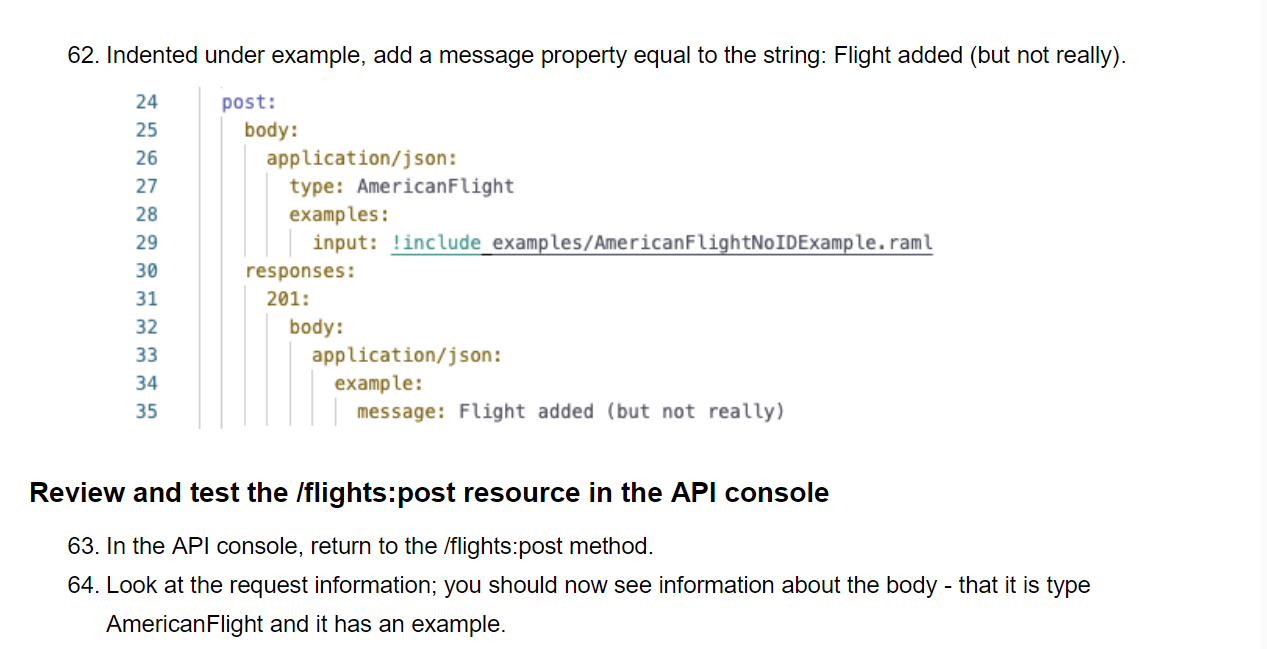 62. Indented under example, add a message property equal to the string: Flight added (but not really).
24 post:
25 body:
26 application/json:
27 type: AmericanFlight
28 examples:
29 input: !include examples/AmericanFlightNoIDExample.raml
30 responses:
31 201:
32 body:
33 application/json:
34 example:
35 message: Flight added (but not really)
Review and test the /flights:post resource in the API console
63. In the API console, return to the /flights:post method.
64. Look at the request information; you should now see information about the body - that it is type
AmericanFlight and it has an example.